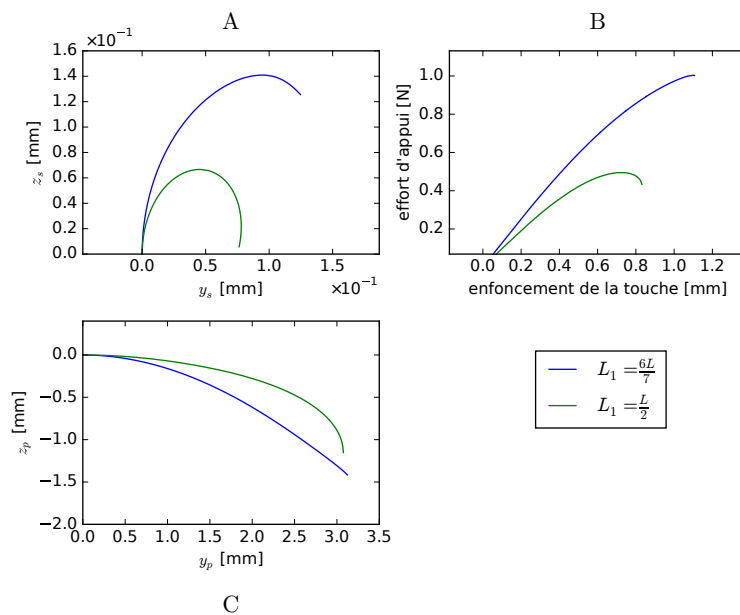 A
B
×10−1
1.6
1.4
1.2
1.0
0.8
0.6
0.4
0.2
0.0
zs [mm]
0.0 0.5 1.0 1.5
ys [mm]
×10−1
1.0
0.8
0.6
0.4
0.2
effort d'appui [N]
0.0 0.2 0.4 0.6 0.8 1.0 1.2
enfoncement de la touche [mm]
0.0
−0.5
−1.0
−1.5
−2.0
zp [mm]
0.0 0.5 1.0 1.5 2.0 2.5 3.0 3.5
yp [mm]
L1 = 6L/7
L1 = L/2
C